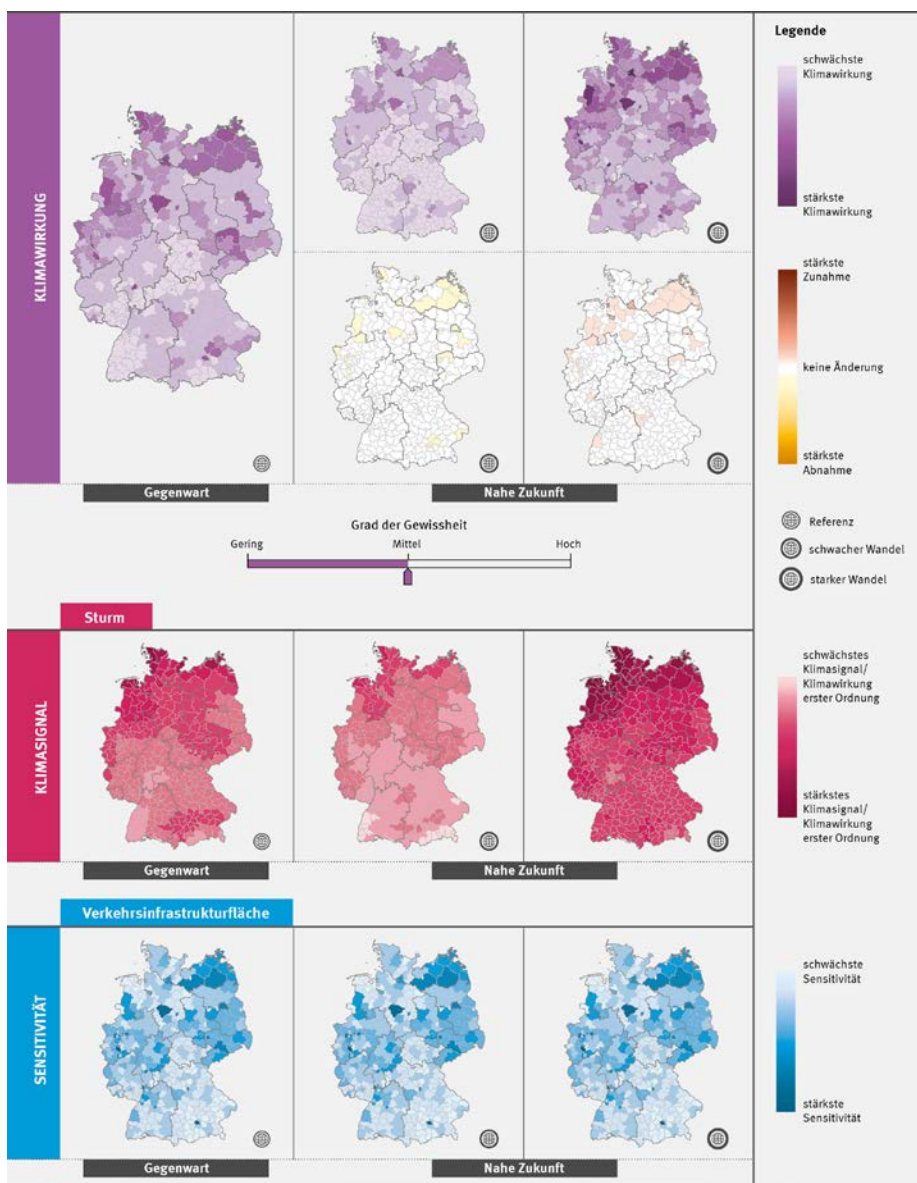 KLIMAWIRKUNG
Gegenwart
Nahe Zukunft
Grad der Gewissheit
Gering
Mittel
Hoch
Sturm
KLIMASIGNAL
Gegenwart
Nahe Zukunft
Verkehrsinfrastrukturfläche
SENSITIVITÄT
Gegenwart
Nahe Zukunft
Legende
schwächste
Klimawirkung
stärkste
Klimawirkung
stärkste
Zunahme
keine Änderung
stärkste
Abnahme
Referenz
schwacher Wandel
starker Wandel
schwächstes
Klimasignal/
Klimawirkung
erster Ordnung
stärkstes
Klimasignal/
Klimawirkung
erster Ordnung
schwächste
Sensitivität
stärkste
Sensitivität